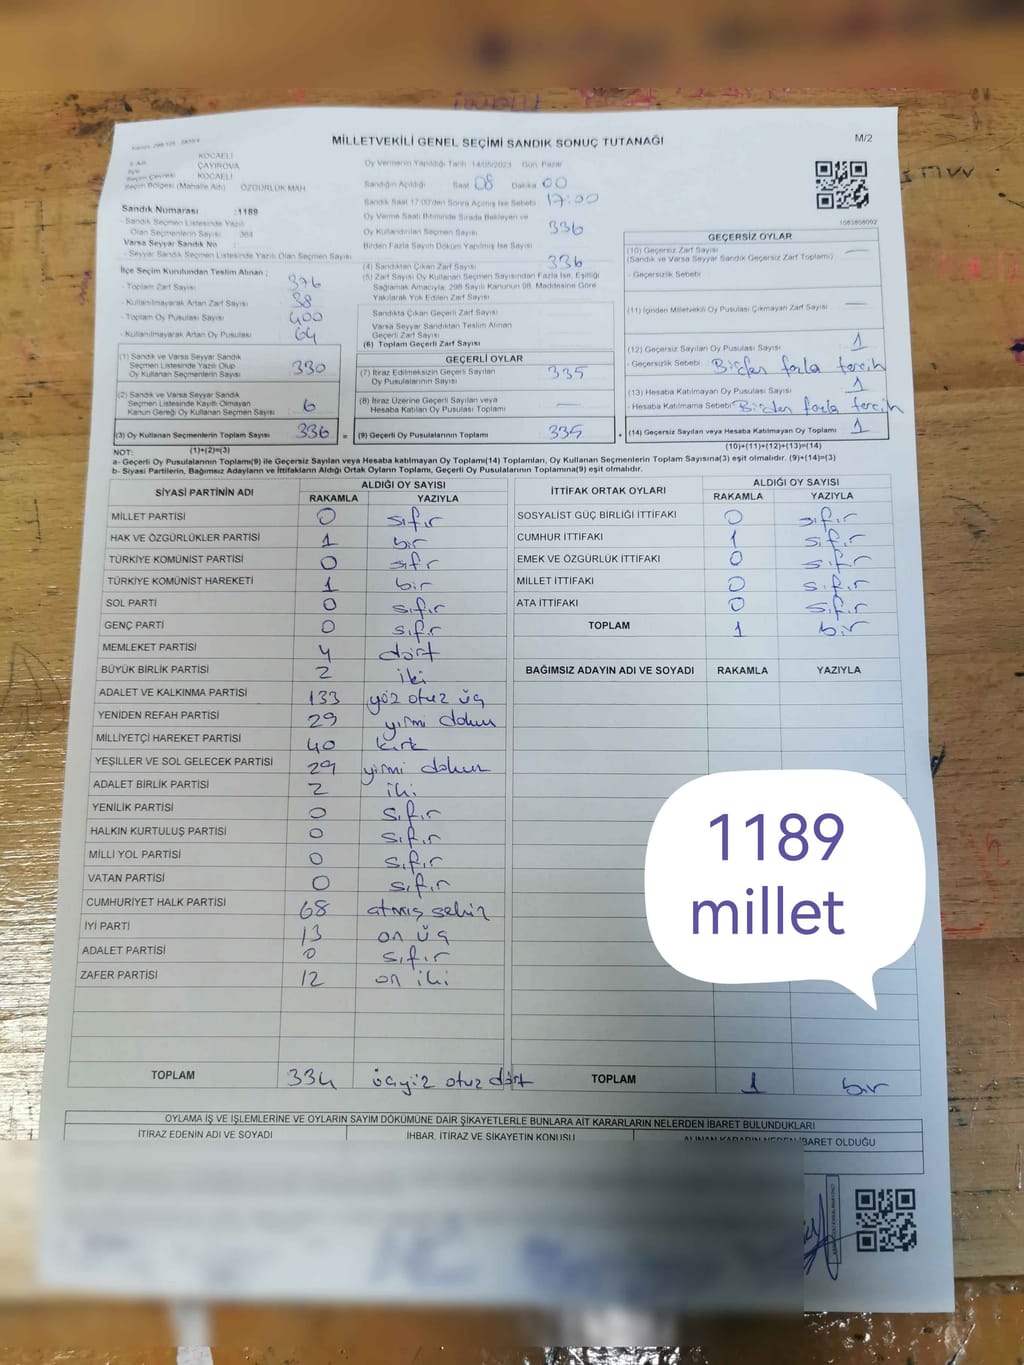 MİLLETVEKİLİ GENEL SEÇİMİ SANDIK SONUÇ TUTANAĞI
M/2
KOCAELİ
ÇAYIROVA
KOCAELİ
Seçim Bölgesi (Mahalle Adı) ÖZGÜRLÜK MAH.
Oy Vermenin Yapıldığı Tarih 14/05/2023 Gün Pazar
Sandığın Açıldığı Saat 08 Dakika 00
Sandık Saat 17:00'den Sonra Açılmış İse Sebebi 17:00
Oy Verme Saati Bitiminde Sırada Bekleyen ve
Oy Kullandırılan Seçmen Sayısı 336
Birden Fazla Sayım Döküm Yapılmış İse Sayısı
1083808092
Sandık Numarası :1189
- Sandık Seçmen Listesinde Yazılı
Olan Seçmenlerin Sayısı :364
Varsa Seyyar Sandık No
- Seyyar Sandık Seçmen Listesinde Yazılı Olan Seçmen Sayısı
İlçe Seçim Kurulundan Teslim Alınan ;
- Toplam Zarf Sayısı 376
- Kullanılmayarak Artan Zarf Sayısı 38
- Toplam Oy Pusulası Sayısı 400
- Kullanılmayarak Artan Oy Pusulası 64
(1) Sandık ve Varsa Seyyar Sandık
Seçmen Listesinde Yazılı Olup
Oy Kullanan Seçmenlerin Sayısı 330
(2) Sandık ve Varsa Seyyar Sandık
Seçmen Listesinde Kayıtlı Olmayan
Kanun Gereği Oy Kullanan Seçmen Sayısı 6
(3) Oy Kullanan Seçmenlerin Toplam Sayısı 336 =
(4) Sandıktan Çıkan Zarf Sayısı 336
(5) Zarf Sayısı Oy Kullanan Seçmen Sayısından Fazla İse, Eşitliği
Sağlamak Amacıyla, 298 Sayılı Kanunun 98. Maddesine Göre
Yakılarak Yok Edilen Zarf Sayısı
Sandıkta Çıkan Geçerli Zarf Sayısı
Varsa Seyyar Sandıktan Teslim Alınan
Geçerli Zarf Sayısı
(6) Toplam Geçerli Zarf Sayısı
GEÇERLİ OYLAR
(7) İtiraz Edilmeksizin Geçerli Sayılan
Oy Pusulalarının Sayısı 335
(8) İtiraz Üzerine Geçerli Sayılan veya
Hesaba Katılan Oy Pusulası Toplamı —
(9) Geçerli Oy Pusulalarının Toplamı 335 +
GEÇERSİZ OYLAR
(10) Geçersiz Zarf Sayısı —
(Sandık ve Varsa Seyyar Sandık Geçersiz Zarf Toplamı)
- Geçersizlik Sebebi
(11) İçinden Milletvekili Oy Pusulası Çıkmayan Zarf Sayısı —
(12) Geçersiz Sayılan Oy Pusulası Sayısı 1
- Geçersizlik Sebebi Birden fazla tercih
(13) Hesaba Katılmayan Oy Pusulası Sayısı 1
- Hesaba Katılmama Sebebi Birden fazla tercih
(14) Geçersiz Sayılan veya Hesaba Katılmayan Oy Toplamı 1
(1)+(2)=(3)
(10)+(11)+(12)+(13)=(14)
NOT:
a- Geçerli Oy Pusulalarının Toplamı(9) ile Geçersiz Sayılan veya Hesaba Katılmayan Oy Toplamı(14) Toplamları, Oy Kullanan Seçmenlerin Toplam Sayısına(3) eşit olmalıdır. (9)+(14)=(3)
b- Siyasi Partilerin, Bağımsız Adayların ve İttifakların Aldığı Ortak Oyların Toplamı, Geçerli Oy Pusulalarının Toplamına(9) eşit olmalıdır.
SİYASİ PARTİNİN ADI ALDIĞI OY SAYISI
RAKAMLA YAZIYLA
MİLLET PARTİSİ 0 sıfır
HAK VE ÖZGÜRLÜKLER PARTİSİ 1 bir
TÜRKİYE KOMÜNİST PARTİSİ 0 sıfır
TÜRKİYE KOMÜNİST HAREKETİ 1 bir
SOL PARTİ 0 sıfır
GENÇ PARTİ 0 sıfır
MEMLEKET PARTİSİ 4 dört
BÜYÜK BİRLİK PARTİSİ 2 iki
ADALET VE KALKINMA PARTİSİ 133 yüz otuz üç
YENİDEN REFAH PARTİSİ 29 yirmi dokuz
MİLLİYETÇİ HAREKET PARTİSİ 40 kırk
YEŞİLLER VE SOL GELECEK PARTİSİ 29 yirmi dokuz
ADALET BİRLİK PARTİSİ 2 iki
YENİLİK PARTİSİ 0 sıfır
HALKIN KURTULUŞ PARTİSİ 0 sıfır
MİLLİ YOL PARTİSİ 0 sıfır
VATAN PARTİSİ 0 sıfır
CUMHURİYET HALK PARTİSİ 68 atmış sekiz
İYİ PARTİ 13 on üç
ADALET PARTİSİ 0 sıfır
ZAFER PARTİSİ 12 on iki
TOPLAM 334 üçyüz otuz dört
İTTİFAK ORTAK OYLARI ALDIĞI OY SAYISI
RAKAMLA YAZIYLA
SOSYALİST GÜÇ BİRLİĞİ İTTİFAKI 0 sıfır
CUMHUR İTTİFAKI 1 sıfır
EMEK VE ÖZGÜRLÜK İTTİFAKI 0 sıfır
MİLLET İTTİFAKI 0 sıfır
ATA İTTİFAKI 0 sıfır
TOPLAM 1 bir
BAĞIMSIZ ADAYIN ADI VE SOYADI RAKAMLA YAZIYLA
TOPLAM 1 bir
1189
millet
OYLAMA İŞ VE İŞLEMLERİNE VE OYLARIN SAYIM DÖKÜMÜNE DAİR ŞİKAYETLERLE BUNLARA AİT KARARLARIN NELERDEN İBARET BULUNDUKLARI
İTİRAZ EDENİN ADI VE SOYADI İHBAR, İTİRAZ VE ŞİKAYETİN KONUSU ALINAN KARARIN NEDEN İBARET OLDUĞU